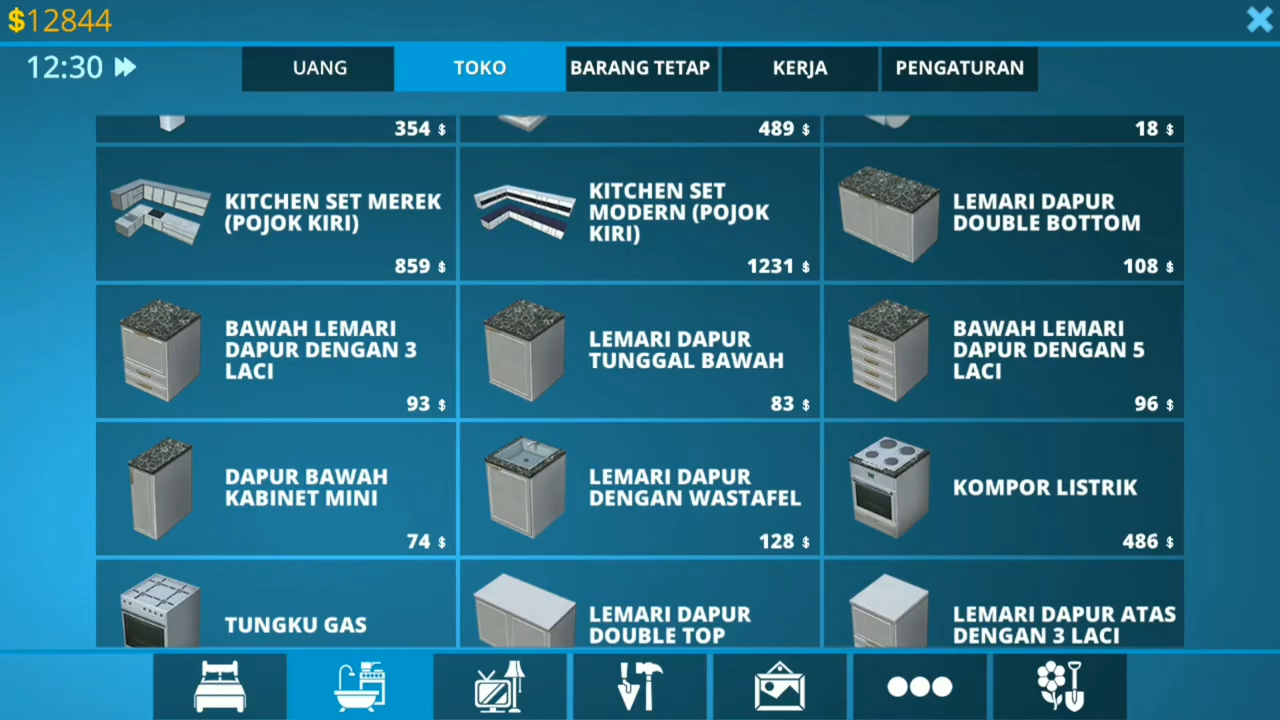 $12844
12:30
UANG
TOKO
BARANG TETAP
KERJA
PENGATURAN
354 $
489 $
18 $
KITCHEN SET MEREK
(POJOK KIRI)
859 $
KITCHEN SET
MODERN (POJOK
KIRI)
1231 $
LEMARI DAPUR
DOUBLE BOTTOM
108 $
BAWAH LEMARI
DAPUR DENGAN 3
LACI
93 $
LEMARI DAPUR
TUNGGAL BAWAH
83 $
BAWAH LEMARI
DAPUR DENGAN 5
LACI
96 $
DAPUR BAWAH
KABINET MINI
74 $
LEMARI DAPUR
DENGAN WASTAFEL
128 $
KOMPOR LISTRIK
486 $
TUNGKU GAS
LEMARI DAPUR
DOUBLE TOP
LEMARI DAPUR ATAS
DENGAN 3 LACI